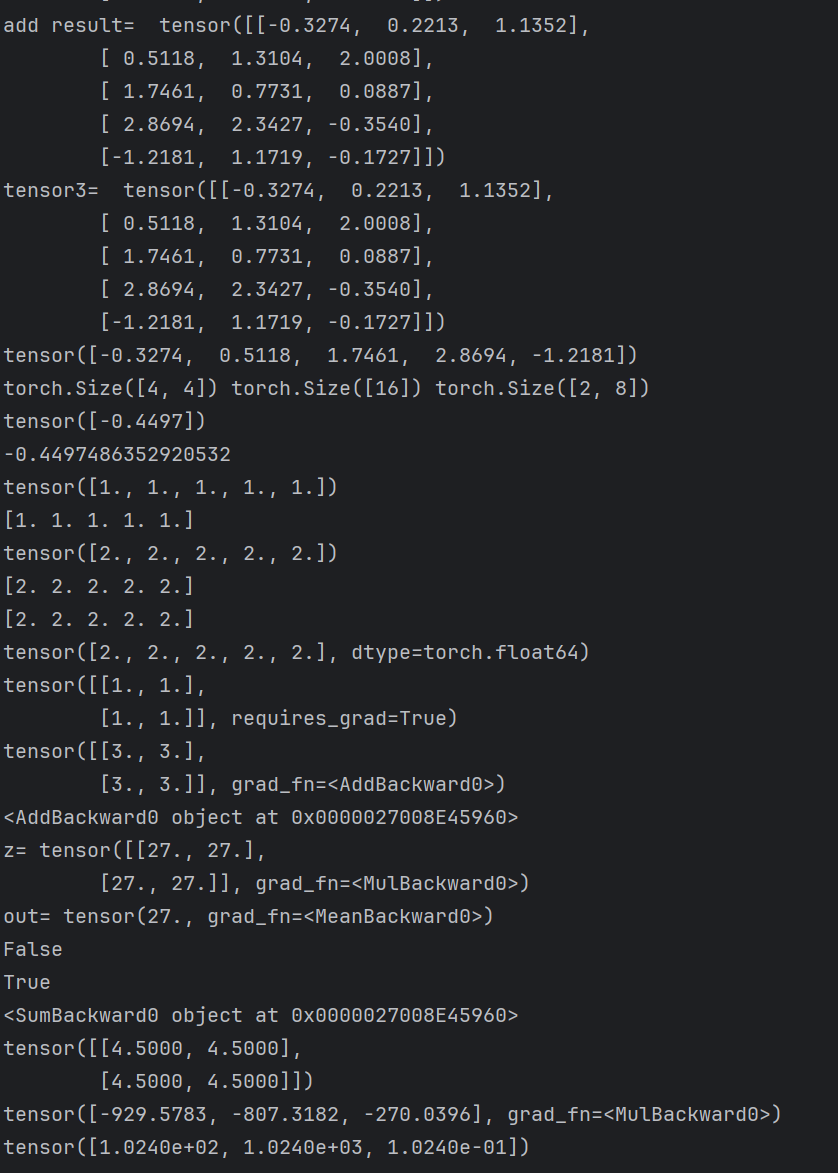 add result=  tensor([[-0.3274,  0.2213,  1.1352],
        [ 0.5118,  1.3104,  2.0008],
        [ 1.7461,  0.7731,  0.0887],
        [ 2.8694,  2.3427, -0.3540],
        [-1.2181,  1.1719, -0.1727]])
tensor3=  tensor([[-0.3274,  0.2213,  1.1352],
        [ 0.5118,  1.3104,  2.0008],
        [ 1.7461,  0.7731,  0.0887],
        [ 2.8694,  2.3427, -0.3540],
        [-1.2181,  1.1719, -0.1727]])
tensor([-0.3274,  0.5118,  1.7461,  2.8694, -1.2181])
torch.Size([4, 4]) torch.Size([16]) torch.Size([2, 8])
tensor([-0.4497])
-0.4497486352920532
tensor([1., 1., 1., 1., 1.])
[1. 1. 1. 1. 1.]
tensor([2., 2., 2., 2., 2.])
[2. 2. 2. 2. 2.]
[2. 2. 2. 2. 2.]
tensor([2., 2., 2., 2., 2.], dtype=torch.float64)
tensor([[1., 1.],
        [1., 1.]], requires_grad=True)
tensor([[3., 3.],
        [3., 3.]], grad_fn=<AddBackward0>)
<AddBackward0 object at 0x0000027008E45960>
z= tensor([[27., 27.],
        [27., 27.]], grad_fn=<MulBackward0>)
out= tensor(27., grad_fn=<MeanBackward0>)
False
True
<SumBackward0 object at 0x0000027008E45960>
tensor([[4.5000, 4.5000],
        [4.5000, 4.5000]])
tensor([-929.5783, -807.3182, -270.0396], grad_fn=<MulBackward0>)
tensor([1.0240e+02, 1.0240e+03, 1.0240e-01])